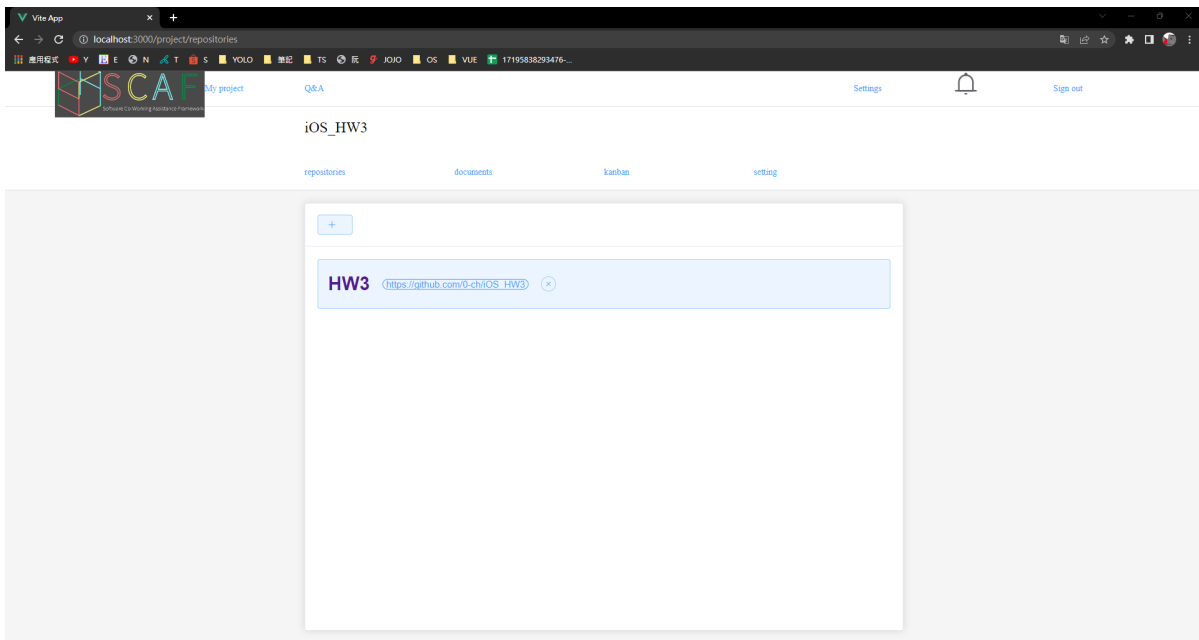 Vite App
localhost:3000/project/repositories
應用程式 Y E N T S YOLO 筆記 TS 阮 JOJO OS VUE 17195838293476-...
SCAF
Software Co-Working Assistance Framework
My project Q&A Settings Sign out
iOS_HW3
repositories documents kanban setting
+
HW3 https://github.com/0-ch/iOS_HW3